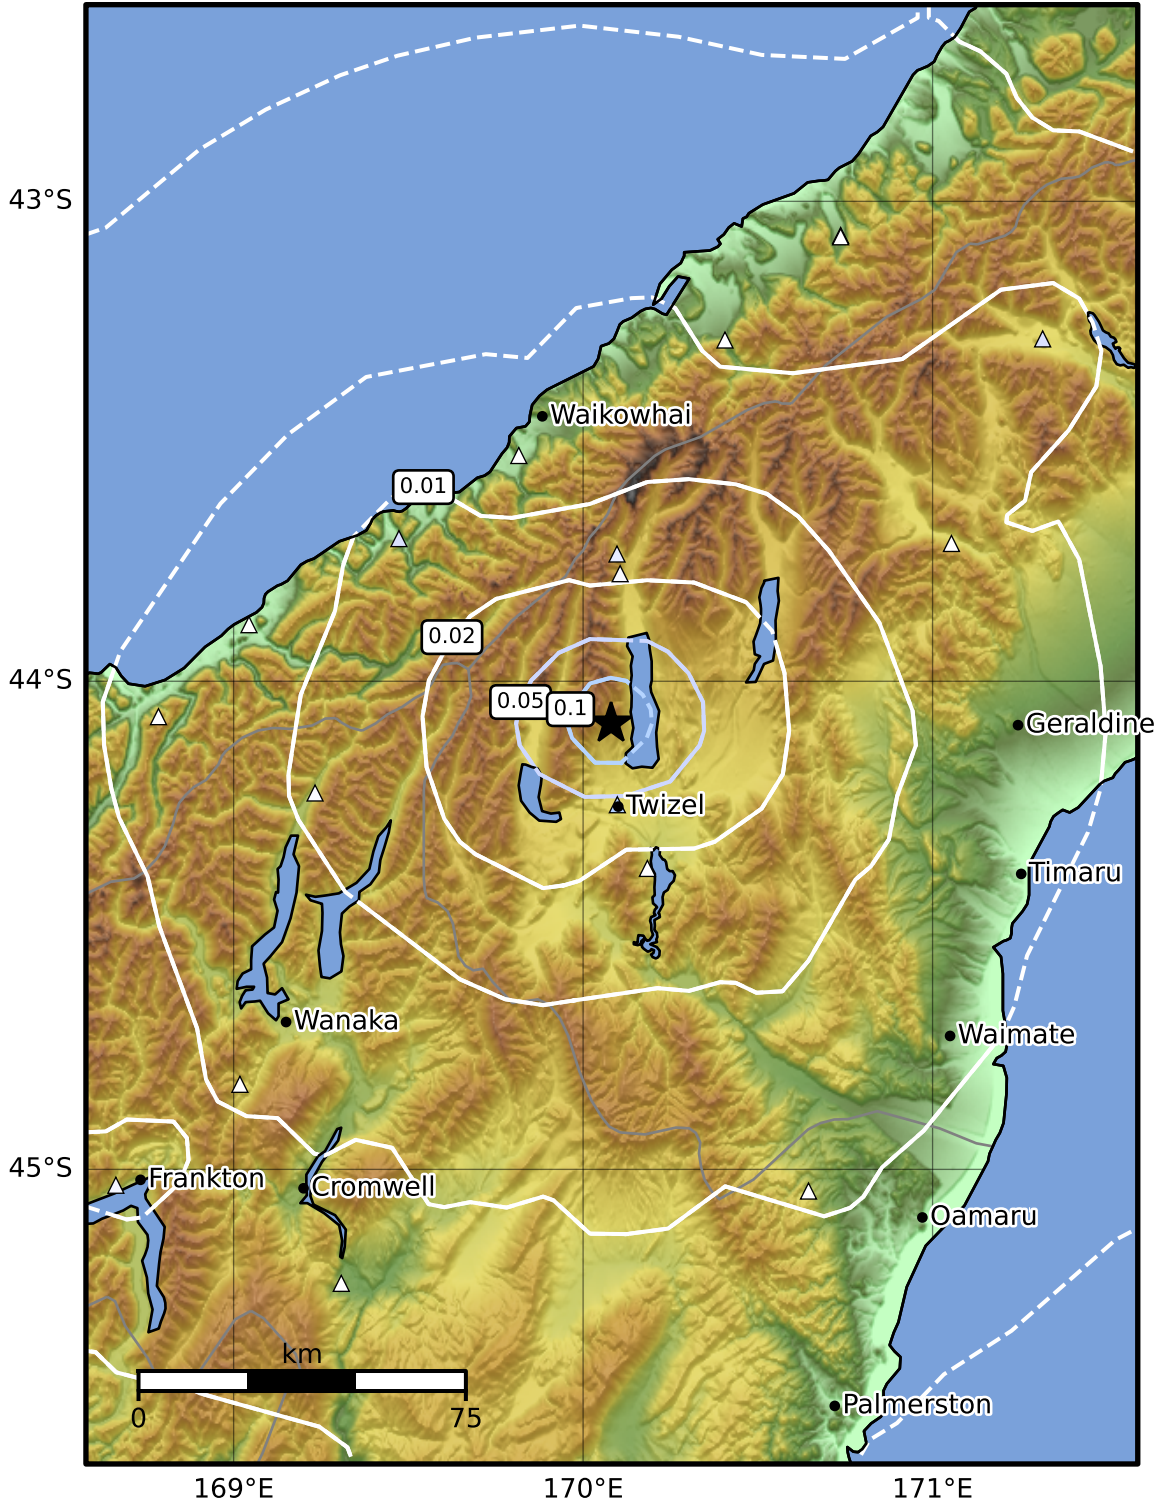 43°S
Waikowhai
0.01
0.02
44°S
0.05
0.1
Geraldine
Twizel
Timaru
Wanaka
Waimate
45°S
Frankton
Cromwell
Oamaru
km
0
75
Palmerston
169°E
170°E
171°E